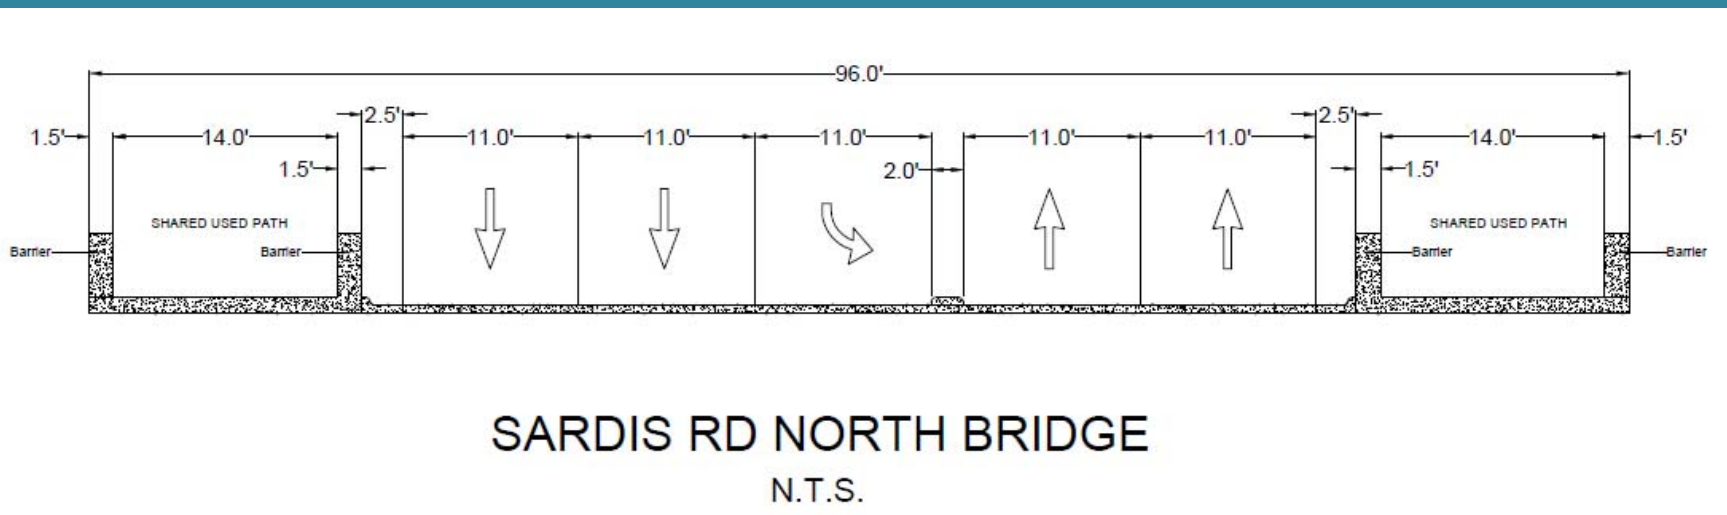 96.0'
2.5' 2.5'
1.5' 14.0' 11.0' 11.0' 11.0' 11.0' 11.0' 14.0' 1.5'
1.5' 2.0' 1.5'
SHARED USED PATH SHARED USED PATH
Barrier Barrier Barrier Barrier
SARDIS RD NORTH BRIDGE
N.T.S.